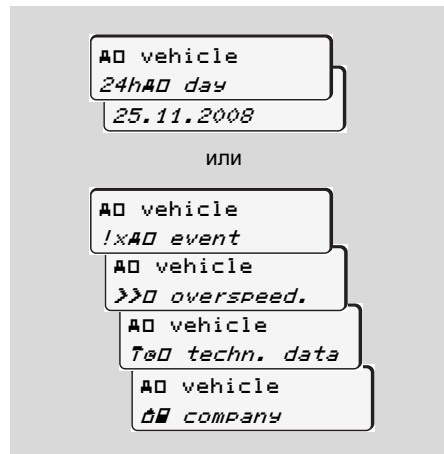 vehicle
24h day
25.11.2008
или
vehicle
!x event
vehicle
>> overspeed.
vehicle
T techn. data
vehicle
company